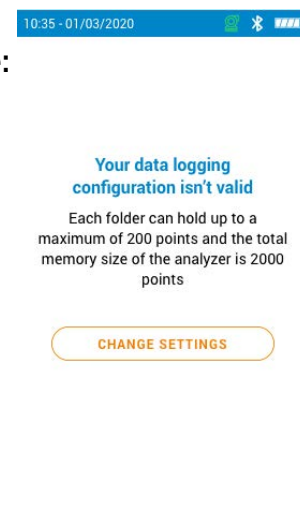 10:35 - 01/03/2020
:
Your data logging
configuration isn't valid
Each folder can hold up to a
maximum of 200 points and the total
memory size of the analyzer is 2000
points
CHANGE SETTINGS